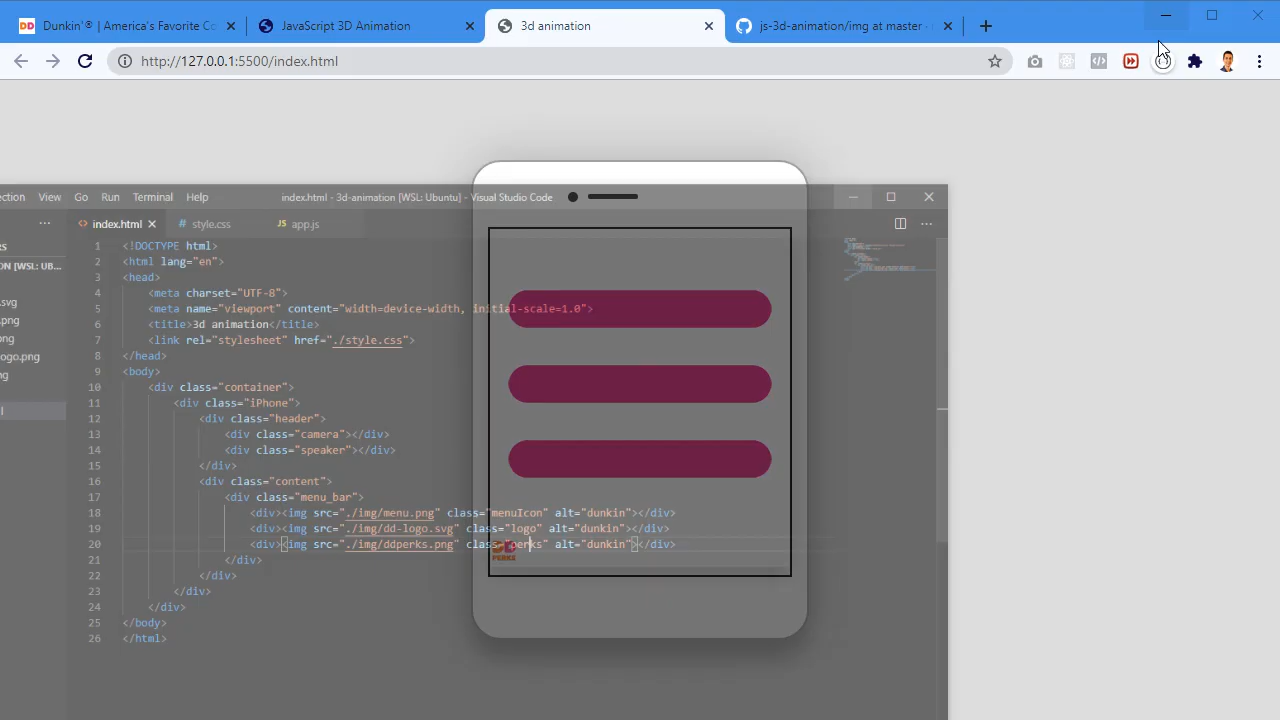 Dunkin'® | America's Favorite Co
JavaScript 3D Animation
3d animation
js-3d-animation/img at master ·
http://127.0.0.1:5500/index.html
ection View Go Run Terminal Help
index.html - 3d-animation [WSL: Ubuntu] - Visual Studio Code
index.html
style.css
JS app.js
RS
ON [WSL: UB...
.svg
.png
png
ogo.png
ng
l
1 <!DOCTYPE html>
2 <html lang="en">
3 <head>
4 <meta charset="UTF-8">
5 <meta name="viewport" content="width=device-width, initial-scale=1.0">
6 <title>3d animation</title>
7 <link rel="stylesheet" href="./style.css">
8 </head>
9 <body>
10 <div class="container">
11 <div class="iPhone">
12 <div class="header">
13 <div class="camera"></div>
14 <div class="speaker"></div>
15 </div>
16 <div class="content">
17 <div class="menu_bar">
18 <div><img src="./img/menu.png" class="menuIcon" alt="dunkin"></div>
19 <div><img src="./img/dd-logo.svg" class="logo" alt="dunkin"></div>
20 <div><img src="./img/ddperks.png" class="perks" alt="dunkin"></div>
21 </div>
22 </div>
23 </div>
24 </div>
25 </body>
26 </html>
DD
PERKS